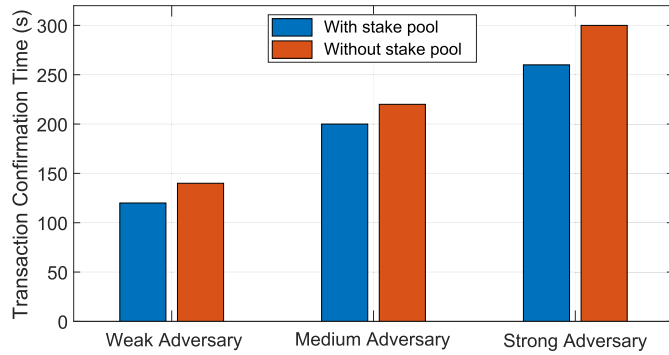 Transaction Confirmation Time (s)
300
250
200
150
100
50
0
With stake pool
Without stake pool
Weak Adversary
Medium Adversary
Strong Adversary